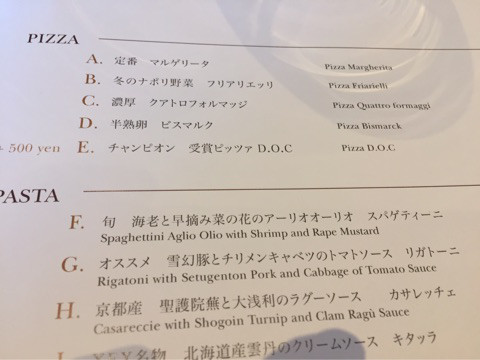 PIZZA
A. 定番 マルゲリータ Pizza Margherita
B. 冬のナポリ野菜 フリアリエッリ Pizza Friarielli
C. 濃厚 クアトロフォルマッジ Pizza Quattro formaggi
D. 半熟卵 ビスマルク Pizza Bismarck
+ 500 yen E. チャンピオン 受賞ピッツァ D.O.C Pizza D.O.C
PASTA
F. 旬 海老と早摘み菜の花のアーリオオーリオ スパゲティーニ
Spaghettini Aglio Olio with Shrimp and Rape Mustard
G. オススメ 雪幻豚とチリメンキャベツのトマトソース リガトーニ
Rigatoni with Setugenton Pork and Cabbage of Tomato Sauce
H. 京都産 聖護院蕪と大浅利のラグーソース カサレッチェ
Casareccie with Shogoin Turnip and Clam Ragù Sauce
名物 北海道産雲丹のクリームソース キタッラ